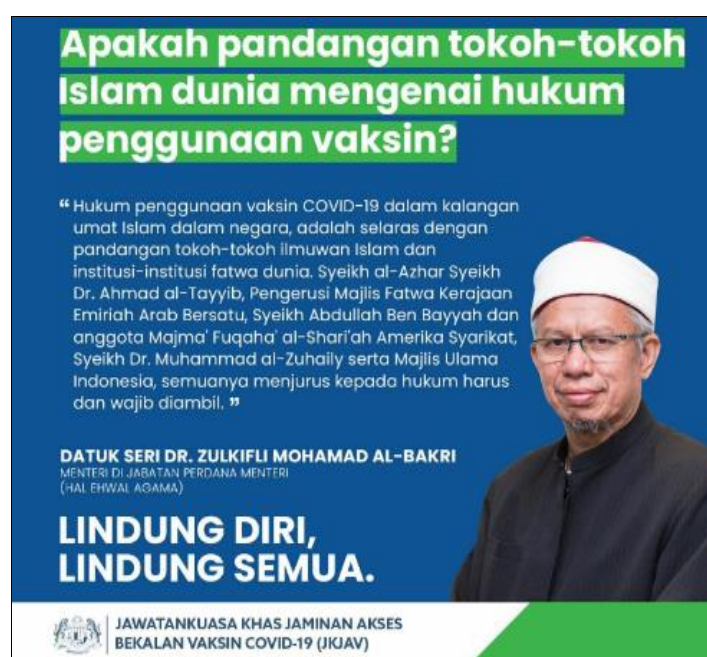 Apakah pandangan tokoh-tokoh
Islam dunia mengenai hukum
penggunaan vaksin?
“ Hukum penggunaan vaksin COVID-19 dalam kalangan
umat Islam dalam negara, adalah selaras dengan
pandangan tokoh-tokoh ilmuwan Islam dan
institusi-institusi fatwa dunia. Syeikh al-Azhar Syeikh
Dr. Ahmad al-Tayyib, Pengerusi Majlis Fatwa Kerajaan
Emiriah Arab Bersatu, Syeikh Abdullah Ben Bayyah dan
anggota Majma' Fuqaha' al-Shari'ah Amerika Syarikat,
Syeikh Dr. Muhammad al-Zuhaily serta Majlis Ulama
Indonesia, semuanya menjurus kepada hukum harus
dan wajib diambil. ”
DATUK SERI DR. ZULKIFLI MOHAMAD AL-BAKRI
MENTERI DI JABATAN PERDANA MENTERI
(HAL EHWAL AGAMA)
LINDUNG DIRI,
LINDUNG SEMUA.
JAWATANKUASA KHAS JAMINAN AKSES
BEKALAN VAKSIN COVID-19 (JKJAV)